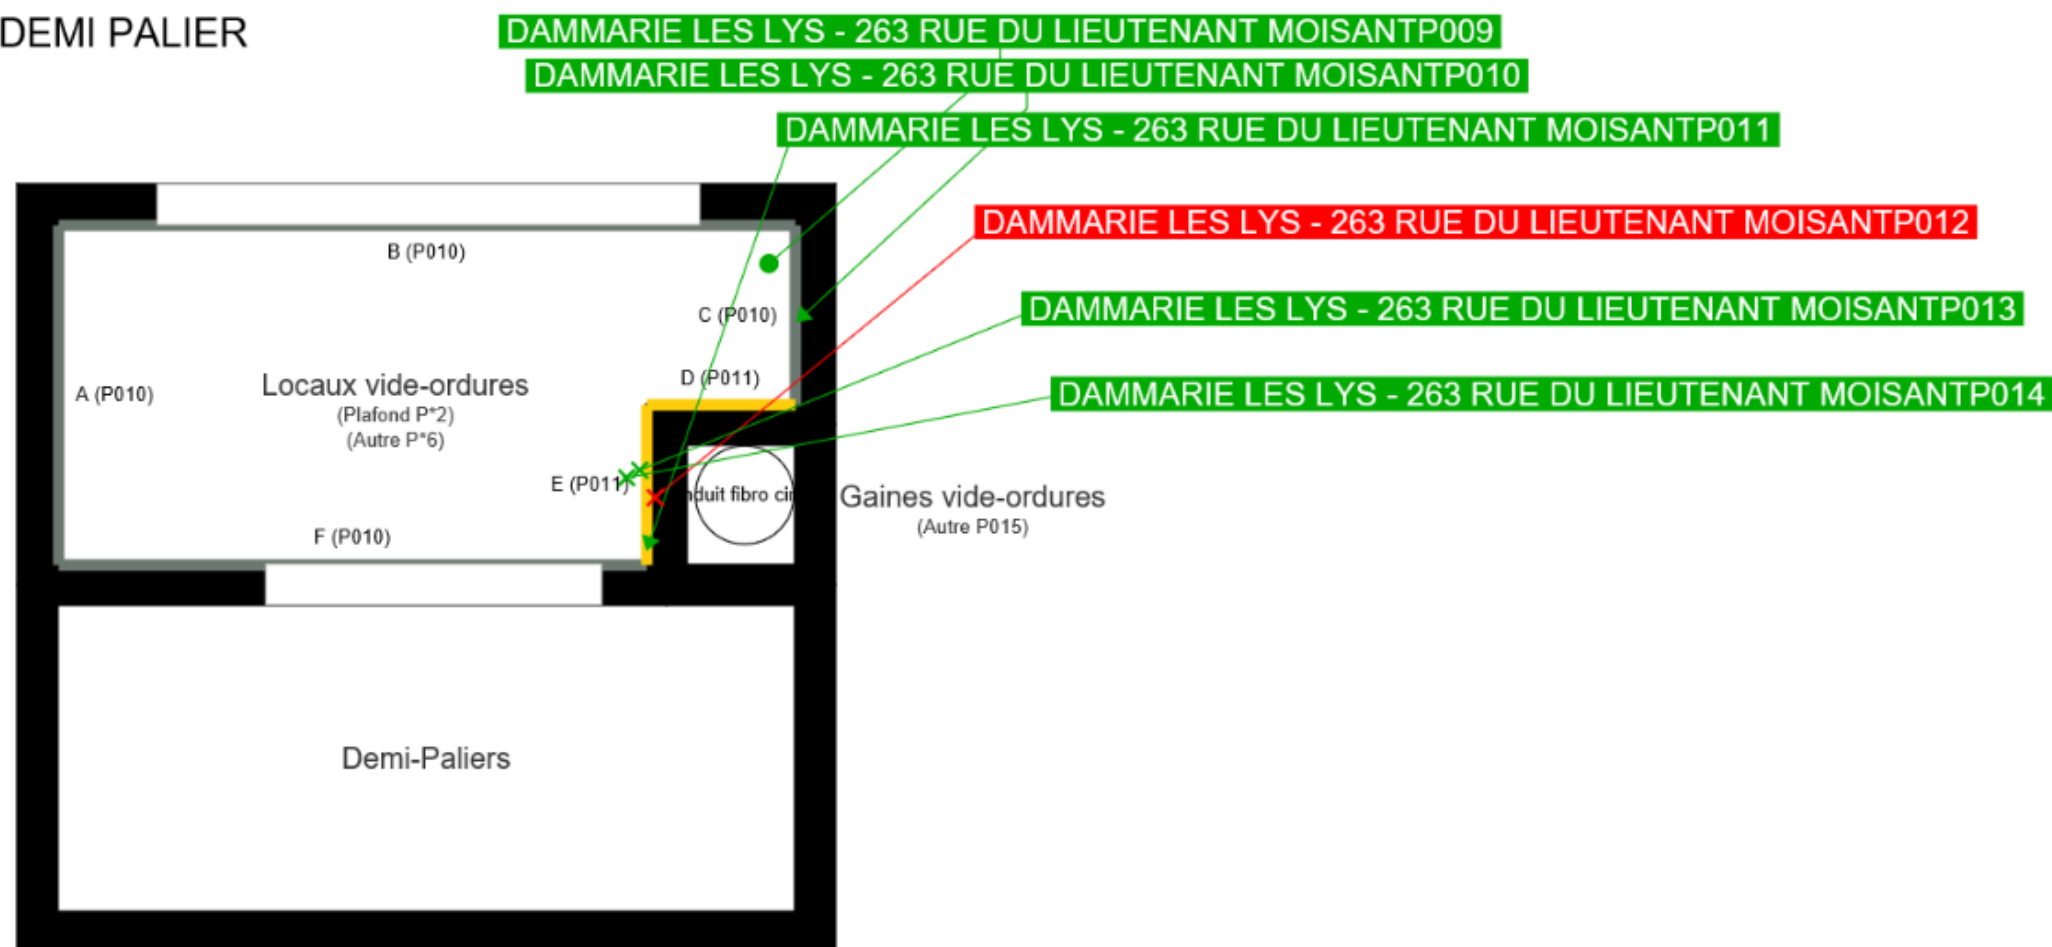 DEMI PALIER
DAMMARIE LES LYS - 263 RUE DU LIEUTENANT MOISANTP009
DAMMARIE LES LYS - 263 RUE DU LIEUTENANT MOISANTP010
DAMMARIE LES LYS - 263 RUE DU LIEUTENANT MOISANTP011
DAMMARIE LES LYS - 263 RUE DU LIEUTENANT MOISANTP012
B (P010)
DAMMARIE LES LYS - 263 RUE DU LIEUTENANT MOISANTP013
C (P010)
D (P011)
Locaux vide-ordures
A (P010)
DAMMARIE LES LYS - 263 RUE DU LIEUTENANT MOISANTP014
(Plafond P*2)
(Autre P*6)
E (P011)
nduit fibro cim
Gaines vide-ordures
(Autre P015)
F (P010)
Demi-Paliers